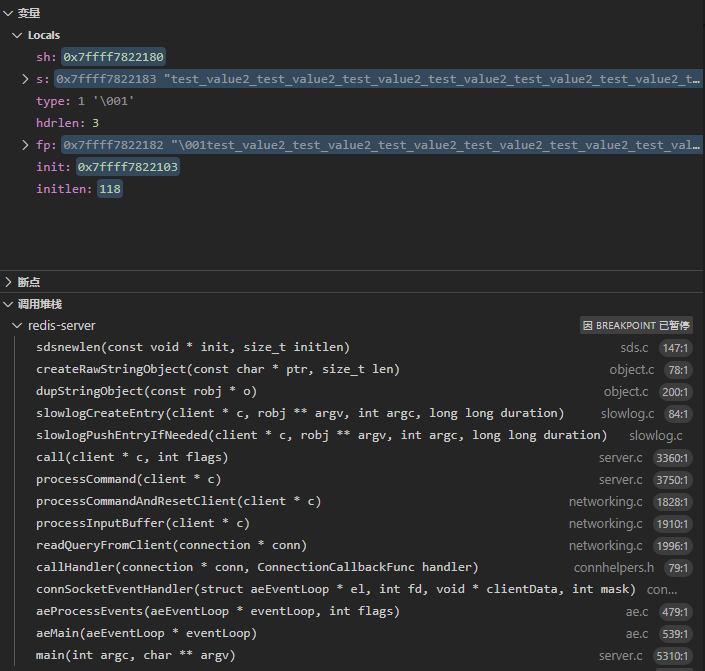 变量
Locals
sh: 0x7ffff7822180
s: 0x7ffff7822183 "test_value2_test_value2_test_value2_test_value2_test_value2_test_value2_t…
type: 1 '\001'
hdrlen: 3
fp: 0x7ffff7822182 "\001test_value2_test_value2_test_value2_test_value2_test_value2_test_val…
init: 0x7ffff7822103
initlen: 118
断点
调用堆栈
redis-server 因 BREAKPOINT 已暂停
sdsnewlen(const void * init, size_t initlen) sds.c 147:1
createRawStringObject(const char * ptr, size_t len) object.c 78:1
dupStringObject(const robj * o) object.c 200:1
slowlogCreateEntry(client * c, robj ** argv, int argc, long long duration) slowlog.c 84:1
slowlogPushEntryIfNeeded(client * c, robj ** argv, int argc, long long duration) slowlog.c
call(client * c, int flags) server.c 3360:1
processCommand(client * c) server.c 3750:1
processCommandAndResetClient(client * c) networking.c 1828:1
processInputBuffer(client * c) networking.c 1910:1
readQueryFromClient(connection * conn) networking.c 1996:1
callHandler(connection * conn, ConnectionCallbackFunc handler) connhelpers.h 79:1
connSocketEventHandler(struct aeEventLoop * el, int fd, void * clientData, int mask) con...
aeProcessEvents(aeEventLoop * eventLoop, int flags) ae.c 479:1
aeMain(aeEventLoop * eventLoop) ae.c 539:1
main(int argc, char ** argv) server.c 5310:1